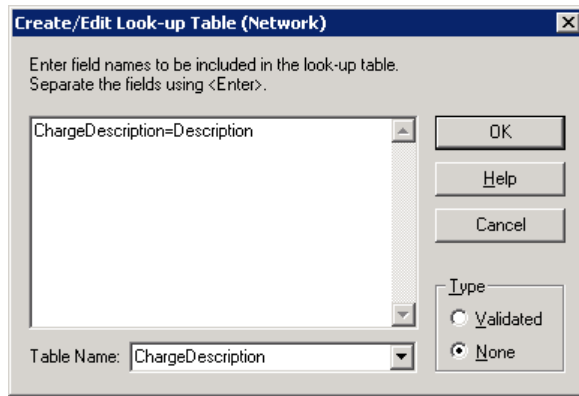 Create/Edit Look-up Table (Network)
Enter field names to be included in the look-up table.
Separate the fields using <Enter>.
ChargeDescription=Description
OK
Help
Cancel
Type
Validated
None
Table Name: ChargeDescription